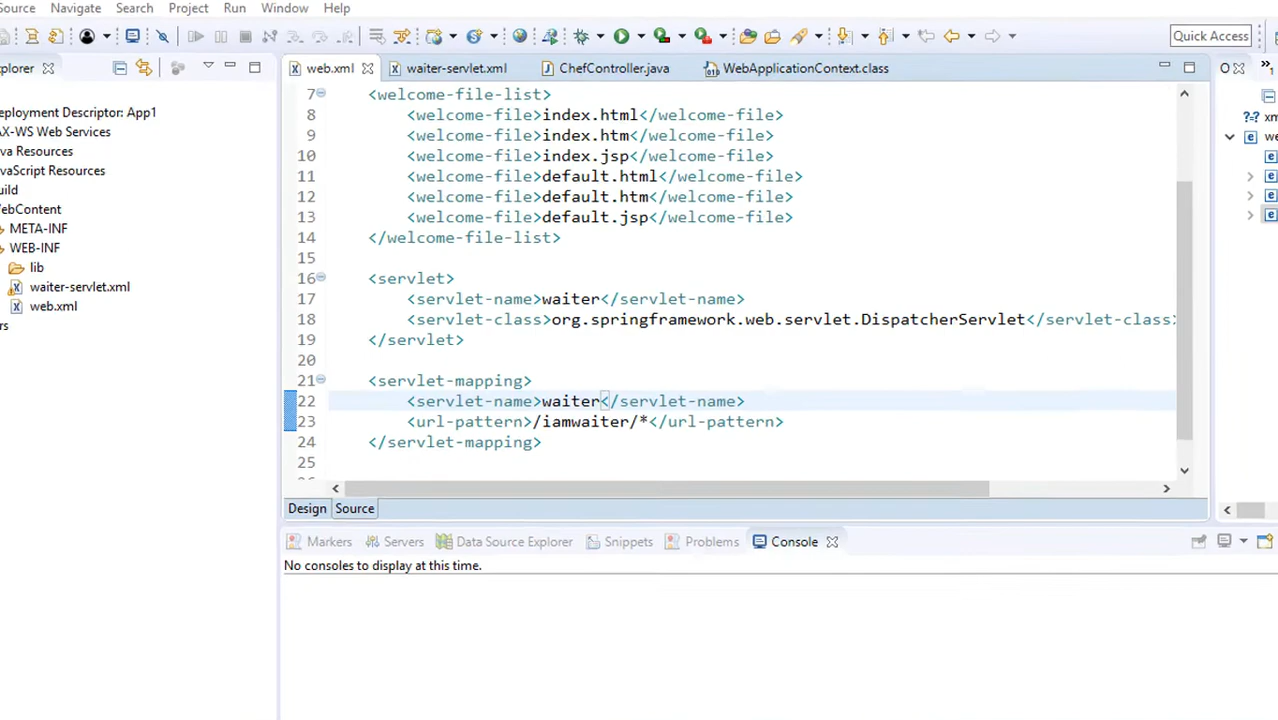 Source Navigate Search Project Run Window Help
Quick Access
plorer
web.xml waiter-servlet.xml ChefController.java WebApplicationContext.class
O
eployment Descriptor: App1
AX-WS Web Services
va Resources
vaScript Resources
uild
VebContent
META-INF
WEB-INF
lib
waiter-servlet.xml
web.xml
rs
7 <welcome-file-list>
8 <welcome-file>index.html</welcome-file>
9 <welcome-file>index.htm</welcome-file>
10 <welcome-file>index.jsp</welcome-file>
11 <welcome-file>default.html</welcome-file>
12 <welcome-file>default.htm</welcome-file>
13 <welcome-file>default.jsp</welcome-file>
14 </welcome-file-list>
15
16 <servlet>
17 <servlet-name>waiter</servlet-name>
18 <servlet-class>org.springframework.web.servlet.DispatcherServlet</servlet-class>
19 </servlet>
20
21 <servlet-mapping>
22 <servlet-name>waiter</servlet-name>
23 <url-pattern>/iamwaiter/*</url-pattern>
24 </servlet-mapping>
25
xm
we
Design Source
Markers Servers Data Source Explorer Snippets Problems Console
No consoles to display at this time.